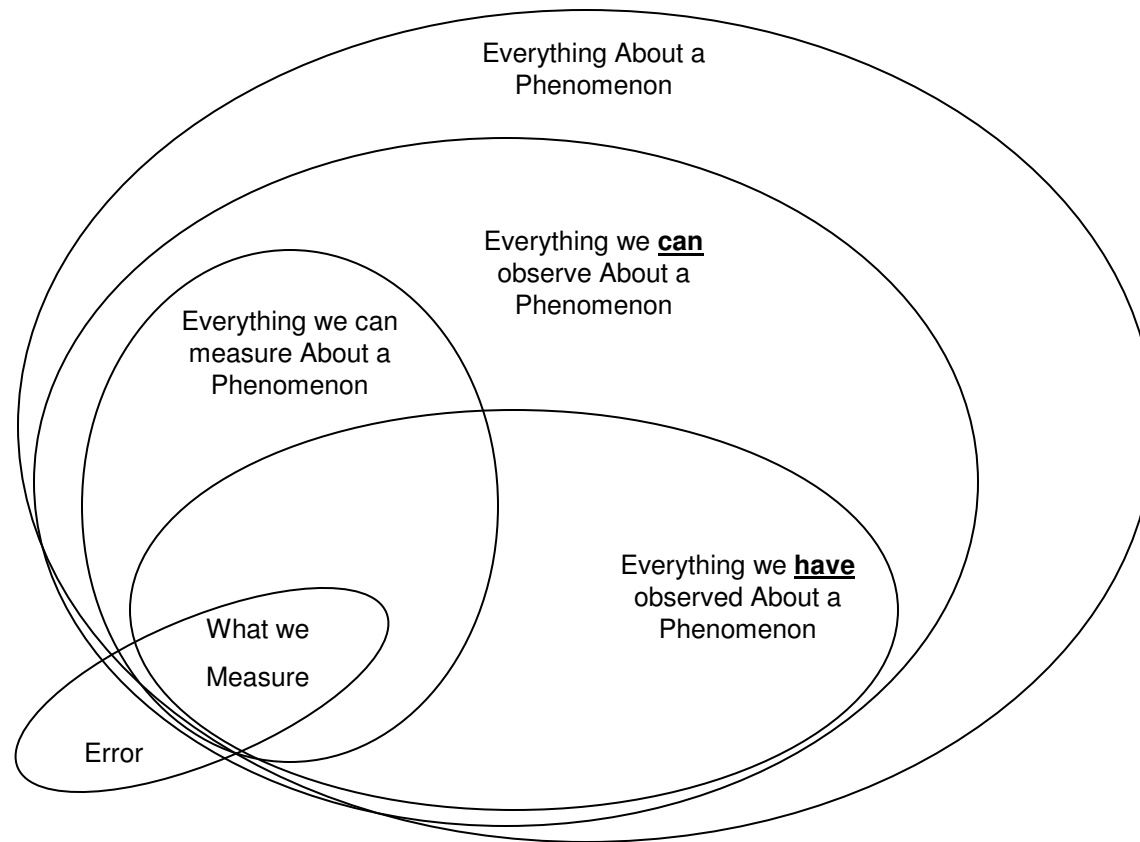 Everything About a
Phenomenon
Everything we can
observe About a
Phenomenon
Everything we can
measure About a
Phenomenon
Everything we have
observed About a
Phenomenon
What we
Measure
Error